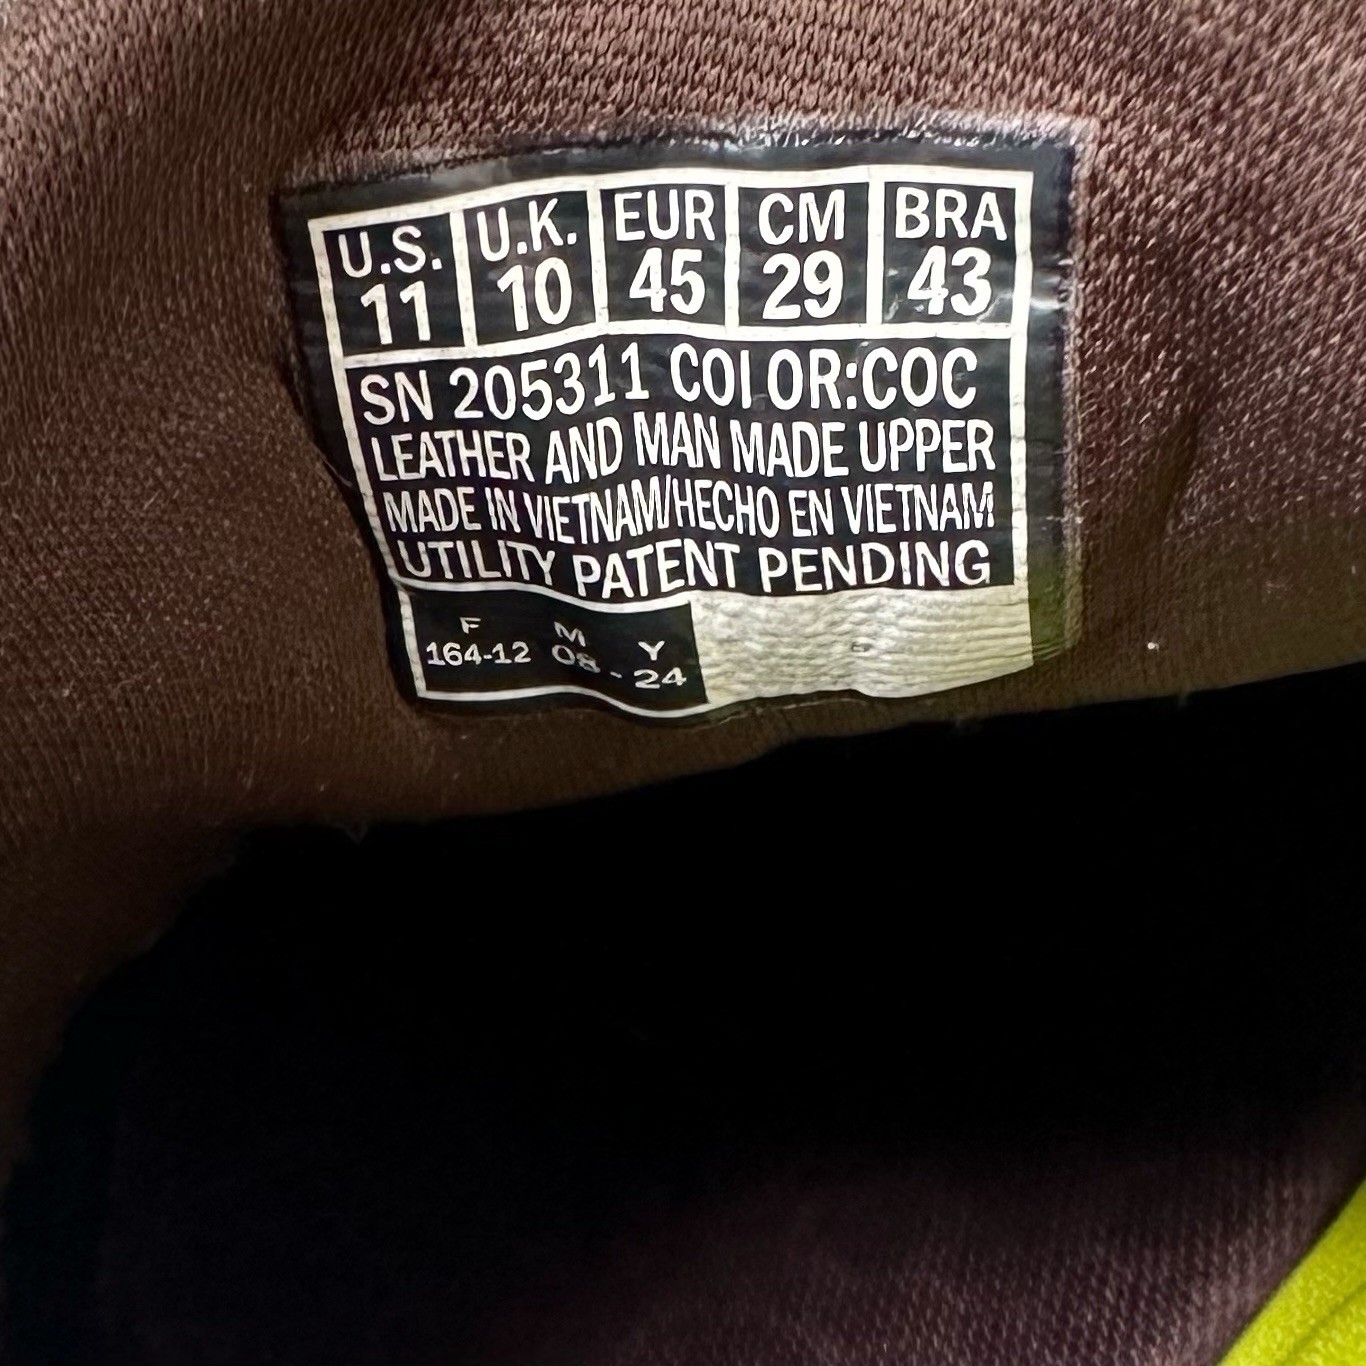 U.S. U.K. EUR CM BRA
11 10 45 29 43
SN 205311 COLOR:COC
LEATHER AND MAN MADE UPPER
MADE IN VIETNAM/HECHO EN VIETNAM
UTILITY PATENT PENDING
F M Y
164-12 08 - 24